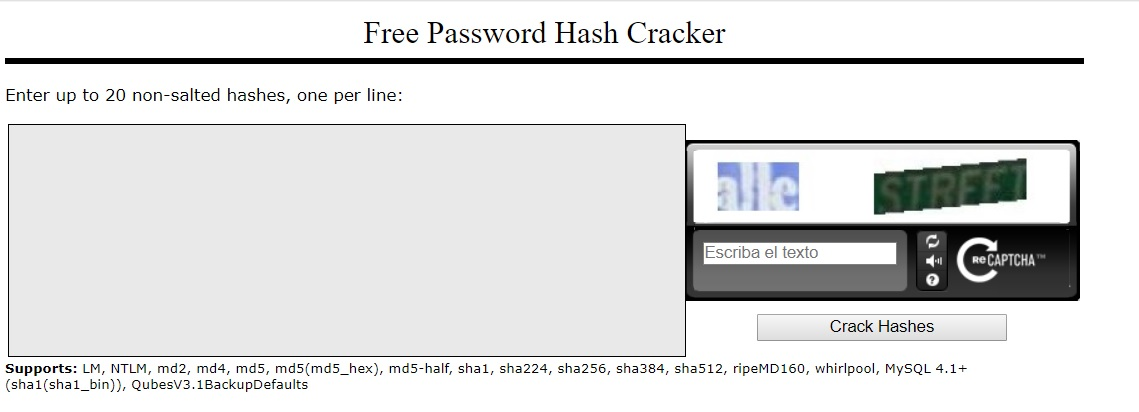 Free Password Hash Cracker
Enter up to 20 non-salted hashes, one per line:
alle STREET
Escriba el texto
ReCAPTCHA™
Crack Hashes
Supports: LM, NTLM, md2, md4, md5, md5(md5_hex), md5-half, sha1, sha224, sha256, sha384, sha512, ripeMD160, whirlpool, MySQL 4.1+
(sha1(sha1_bin)), QubesV3.1BackupDefaults